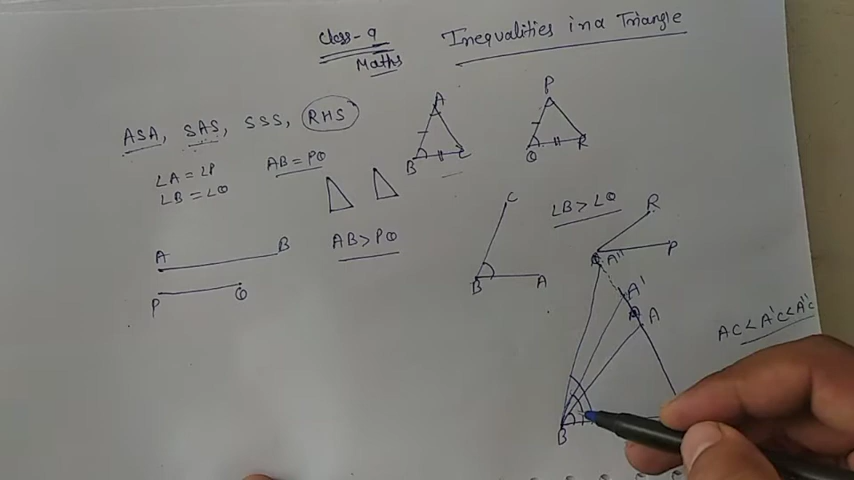 Class-9
Maths
Inequalities in a Triangle
ASA, SAS, SSS, RHS
∠A = ∠P
∠B = ∠Q
AB = PQ
A
B
C
P
Q
R
AB > PQ
A
B
P
Q
C
B
A
∠B > ∠Q
R
P
A''
A'
A
B
AC < A'C < A''C